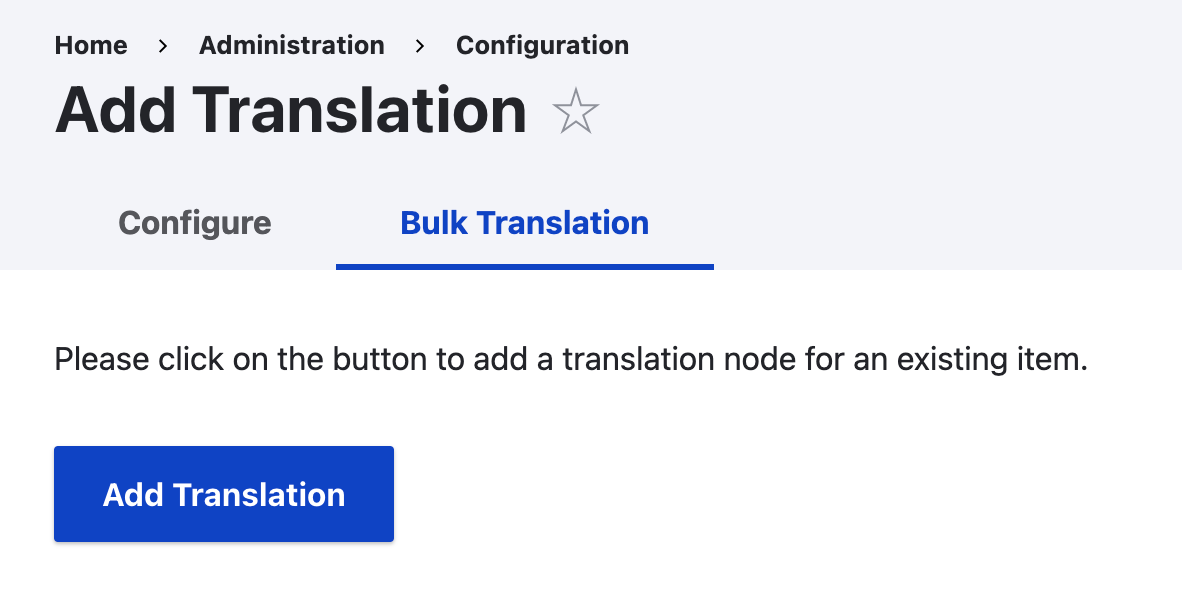 Home > Administration > Configuration
Add Translation
Configure Bulk Translation
Please click on the button to add a translation node for an existing item.
Add Translation